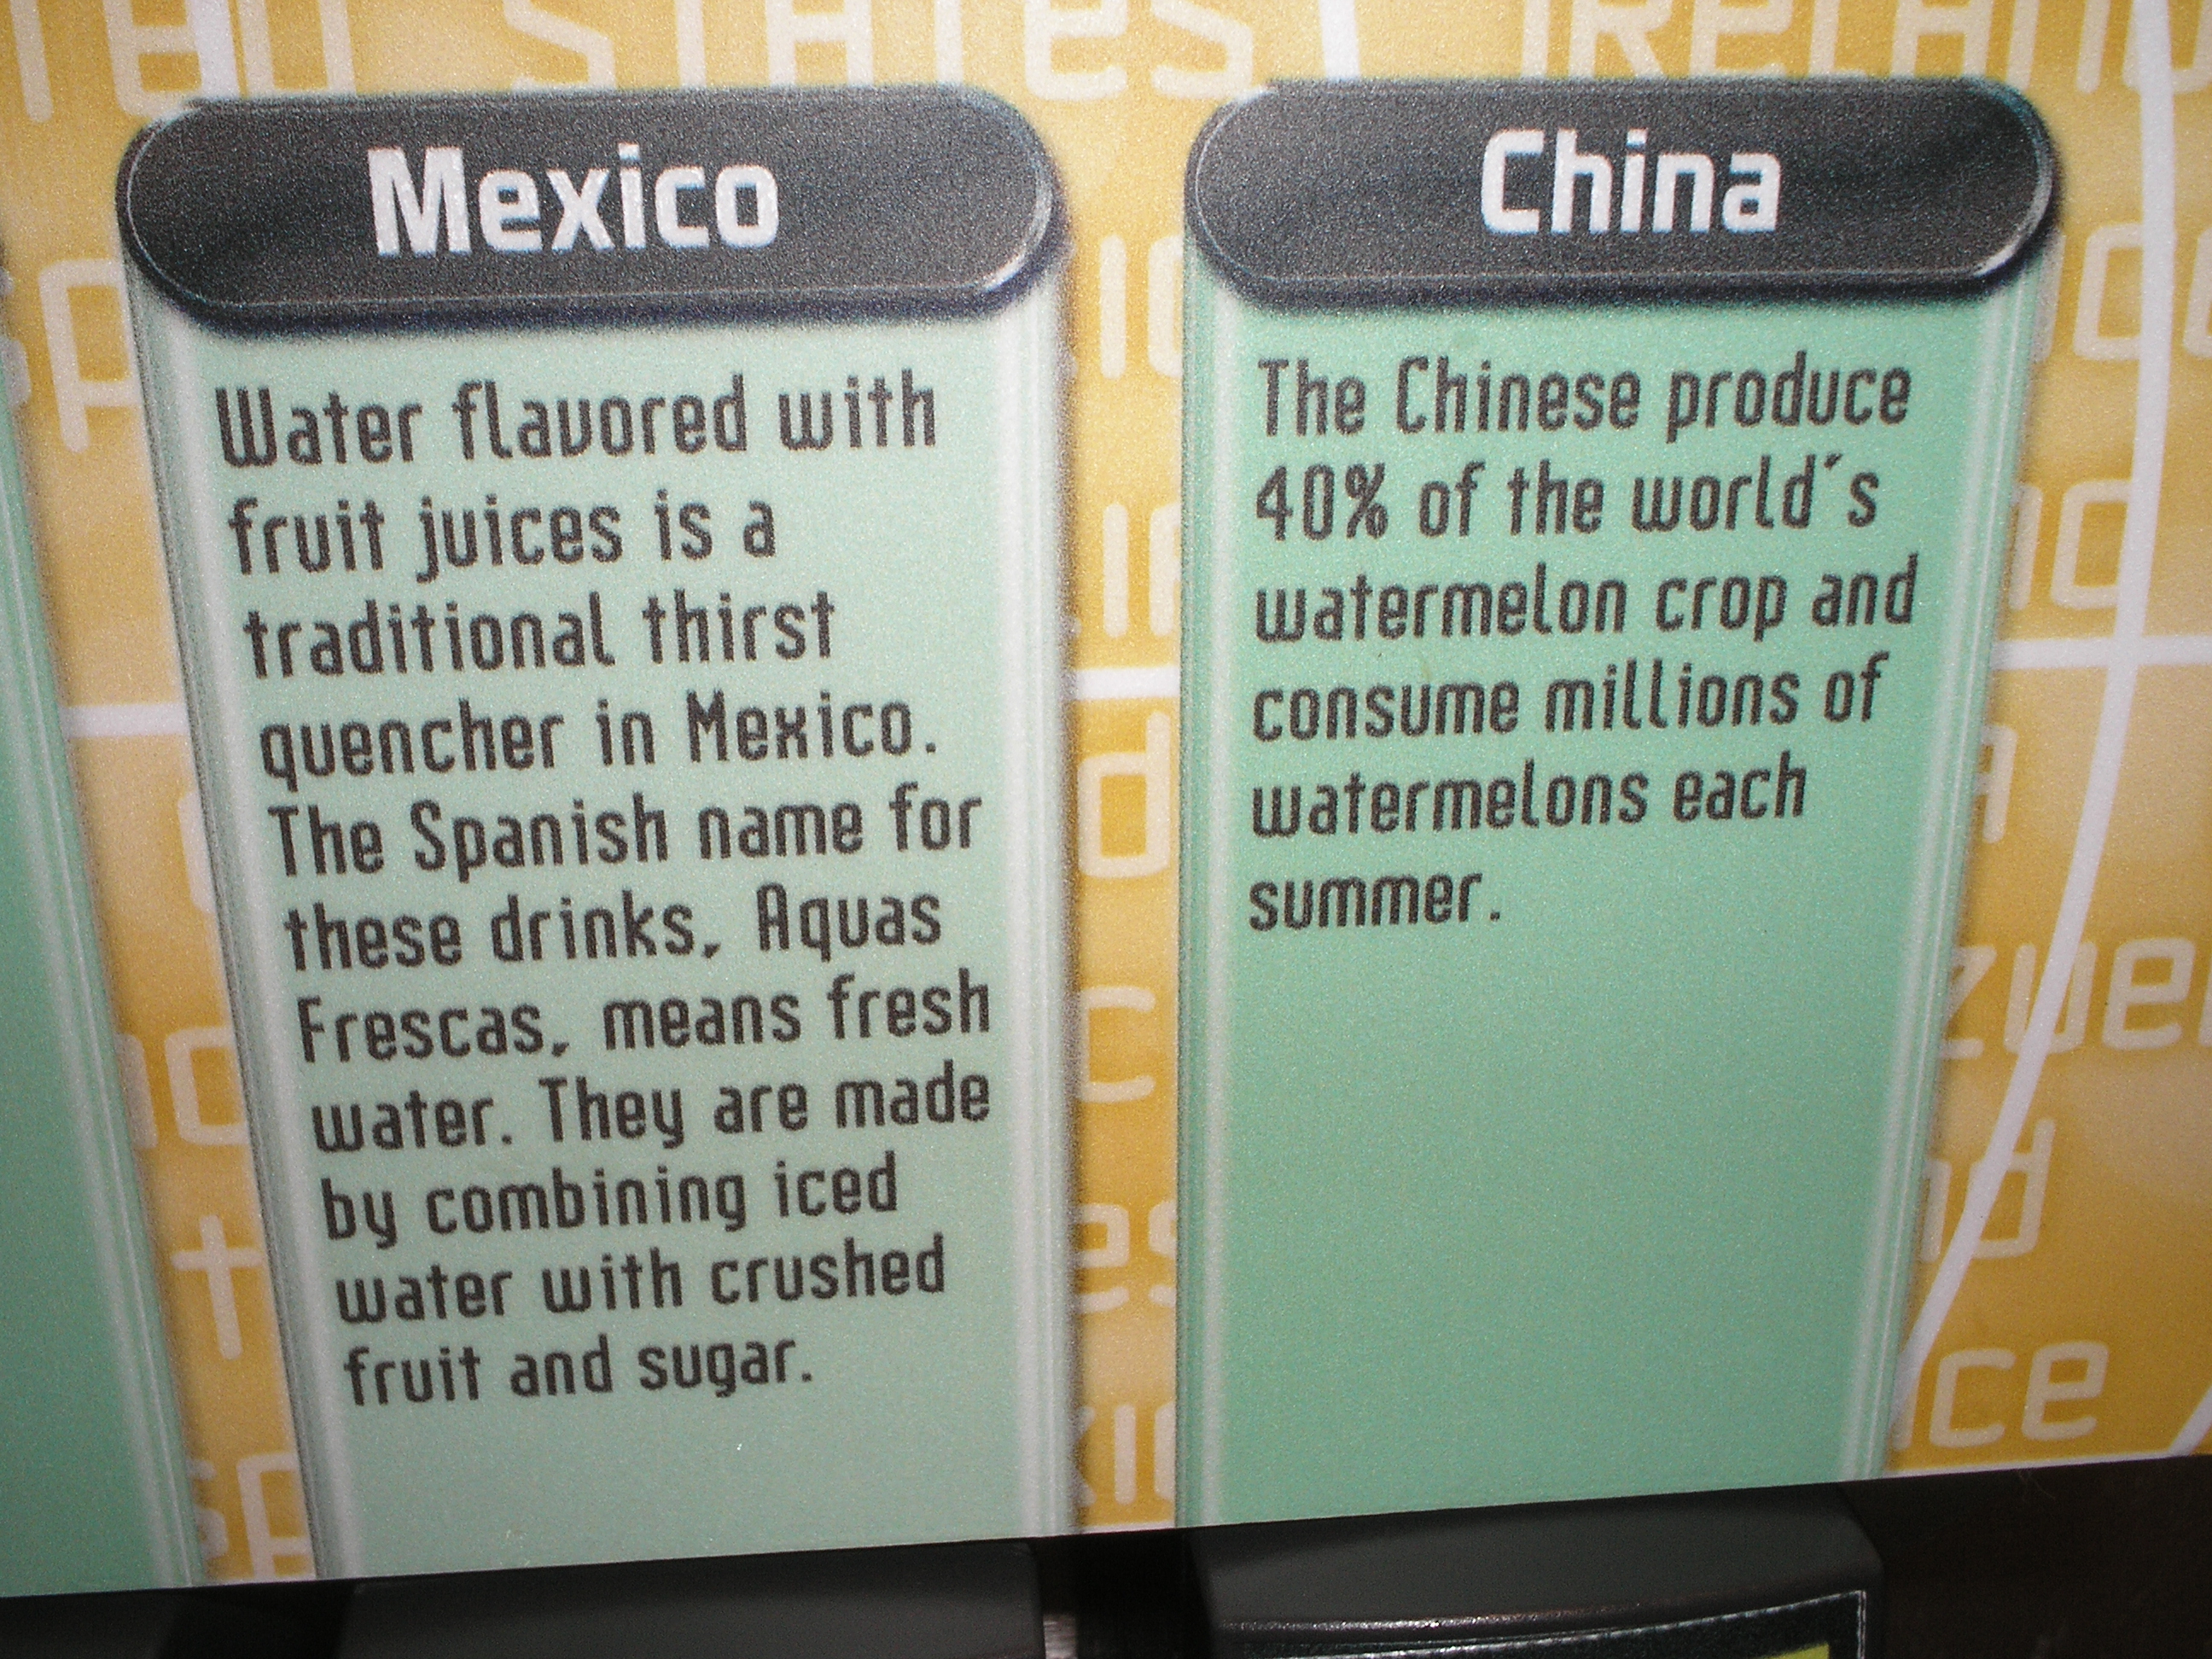 Mexico
Water flavored with
fruit juices is a
traditional thirst
quencher in Mexico.
The Spanish name for
these drinks, Aquas
Frescas, means fresh
water. They are made
by combining iced
water with crushed
fruit and sugar.
China
The Chinese produce
40% of the world´s
watermelon crop and
consume millions of
watermelons each
summer.